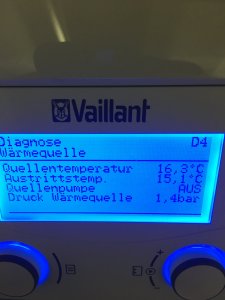 Vaillant
Diagnose D4
Wärmequelle
Quellentemperatur 16,3°C
Austrittstemp. 15,1°C
Quellenpumpe AUS
Druck Wärmequelle 1,4bar